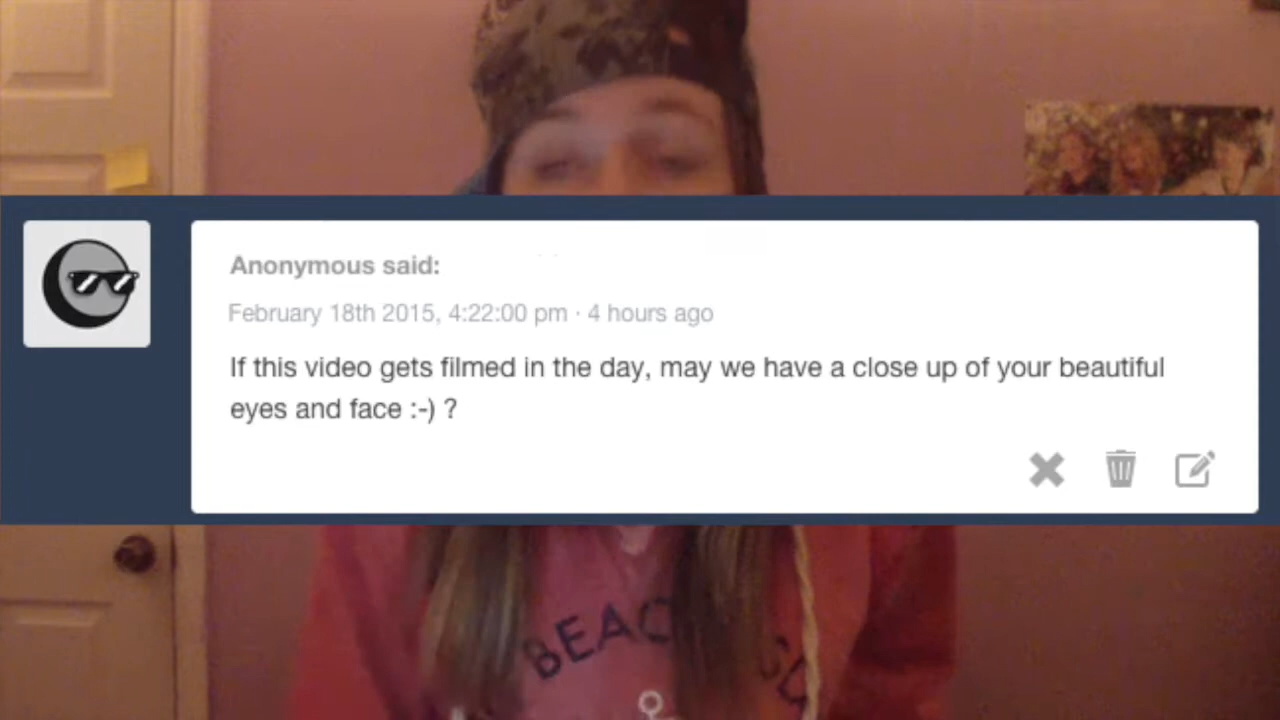 Anonymous said:
February 18th 2015, 4:22:00 pm · 4 hours ago
If this video gets filmed in the day, may we have a close up of your beautiful
eyes and face :-) ?
BEAC